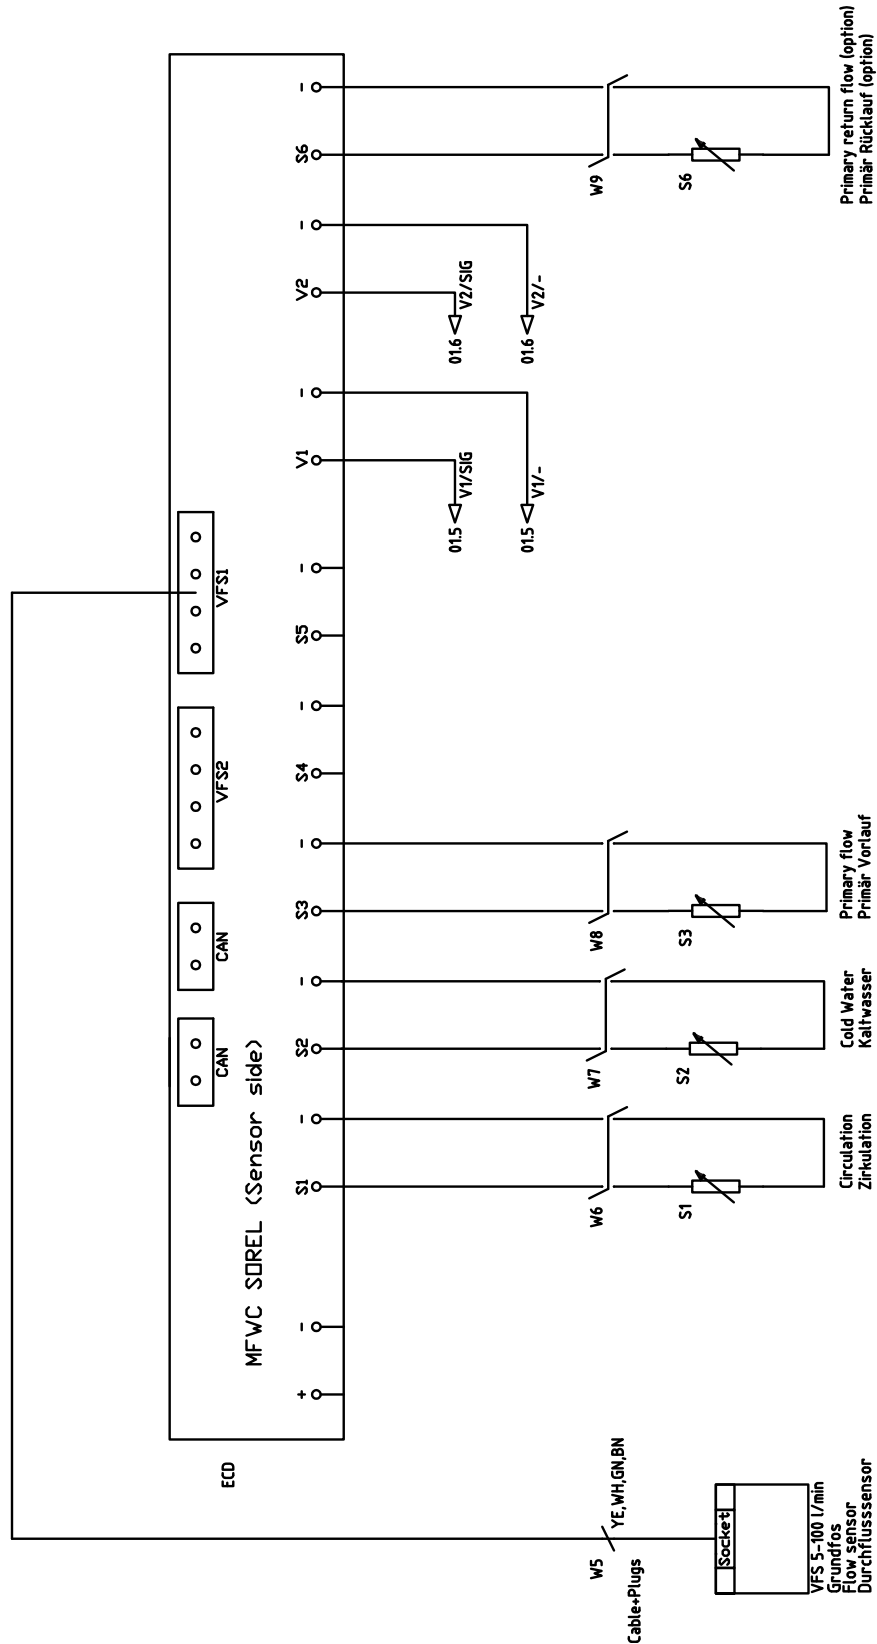 ECD
MFWC SOREL (Sensor side)
CAN
CAN
VFS2
VFS1
+
-
S1
-
S2
-
S3
-
S4
-
S5
-
V1
-
V2
-
S6
-
V1/SIG
01.5
V1/-
01.5
V2/SIG
01.6
V2/-
01.6
W5
YE,WH,GN,BN
Cable+Plugs
Socket
VFS 5-100 l/min
Grundfos
Flow sensor
Durchflusssensor
W6
S1
Circulation
Zirkulation
W7
S2
Cold Water
Kaltwasser
W8
S3
Primary flow
Primär Vorlauf
W9
S6
Primary return flow (option)
Primär Rücklauf (option)